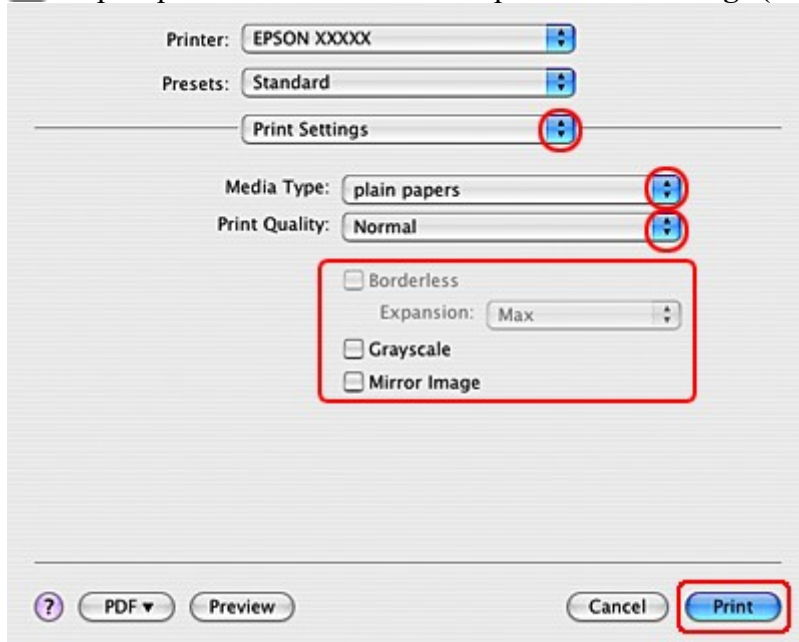 Printer: EPSON XXXXX
Presets: Standard
Print Settings
Media Type: plain papers
Print Quality: Normal
Borderless
Expansion: Max
Grayscale
Mirror Image
? PDF ▼ Preview Cancel Print